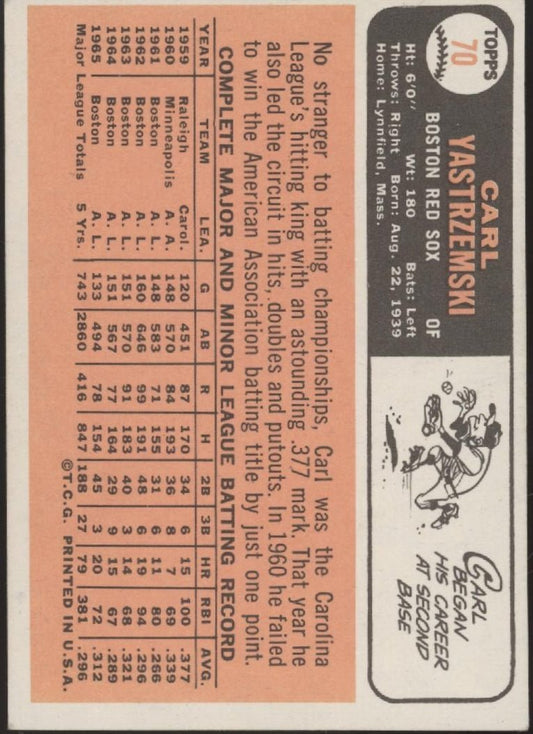 TOPPS
70
CARL
YASTRZEMSKI
BOSTON RED SOX OF
Ht: 6'0" Wt: 180 Bats: Left
Throws: Right Born: Aug. 22, 1939
Home: Lynnfield, Mass.
CARL
BEGAN
HIS CAREER
AT SECOND
BASE
No stranger to batting championships, Carl was the Carolina
League's hitting king with an astounding .377 mark. That year he
also led the circuit in hits, doubles and putouts. In 1960 he failed
to win the American Association batting title by just one point.
COMPLETE MAJOR AND MINOR LEAGUE BATTING RECORD
YEAR TEAM LEA. G AB R H 2B 3B HR RBI AVG.
1959 Raleigh Carol. 120 451 87 170 34 6 15 100 .377
1960 Minneapolis A. A. 148 570 84 193 36 8 7 69 .339
1961 Boston A. L. 148 583 71 155 31 6 11 80 .266
1962 Boston A. L. 160 646 99 191 48 6 19 94 .296
1963 Boston A. L. 151 570 91 183 40 3 14 68 .321
1964 Boston A. L. 151 567 77 164 29 9 15 67 .289
1965 Boston A. L. 133 494 78 154 45 3 20 72 .312
Major League Totals 5 Yrs. 743 2860 416 847 188 27 79 381 .296
©T.C.G. PRINTED IN U.S.A.